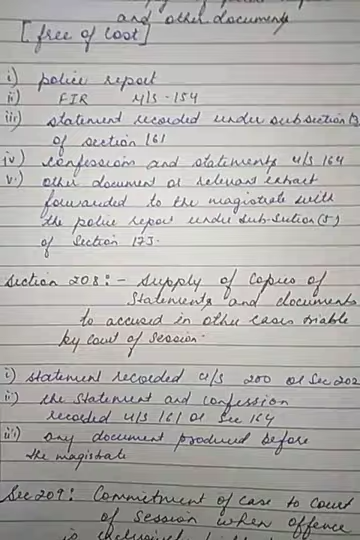 and other documents
[free of cost]
i) police report
ii) FIR U/S - 154
iii) statement recorded under subsection (3
of section 161
iv) confessions and statements u/s 164
v) other document or relevant extract
forwarded to the magistrate with
the police report under sub-section (5)
of section 173.
Section 208:- Supply of Copies of
Statements and documents
to accused in other cases triable
by court of session.
i) statement recorded u/s 200 or Sec 202
ii) the statement and confession
recorded u/s 161 or Sec 164
iii) any document produced before
the magistrate
Sec 209: Commitment of case to Court
of Session when offence
is exclusively